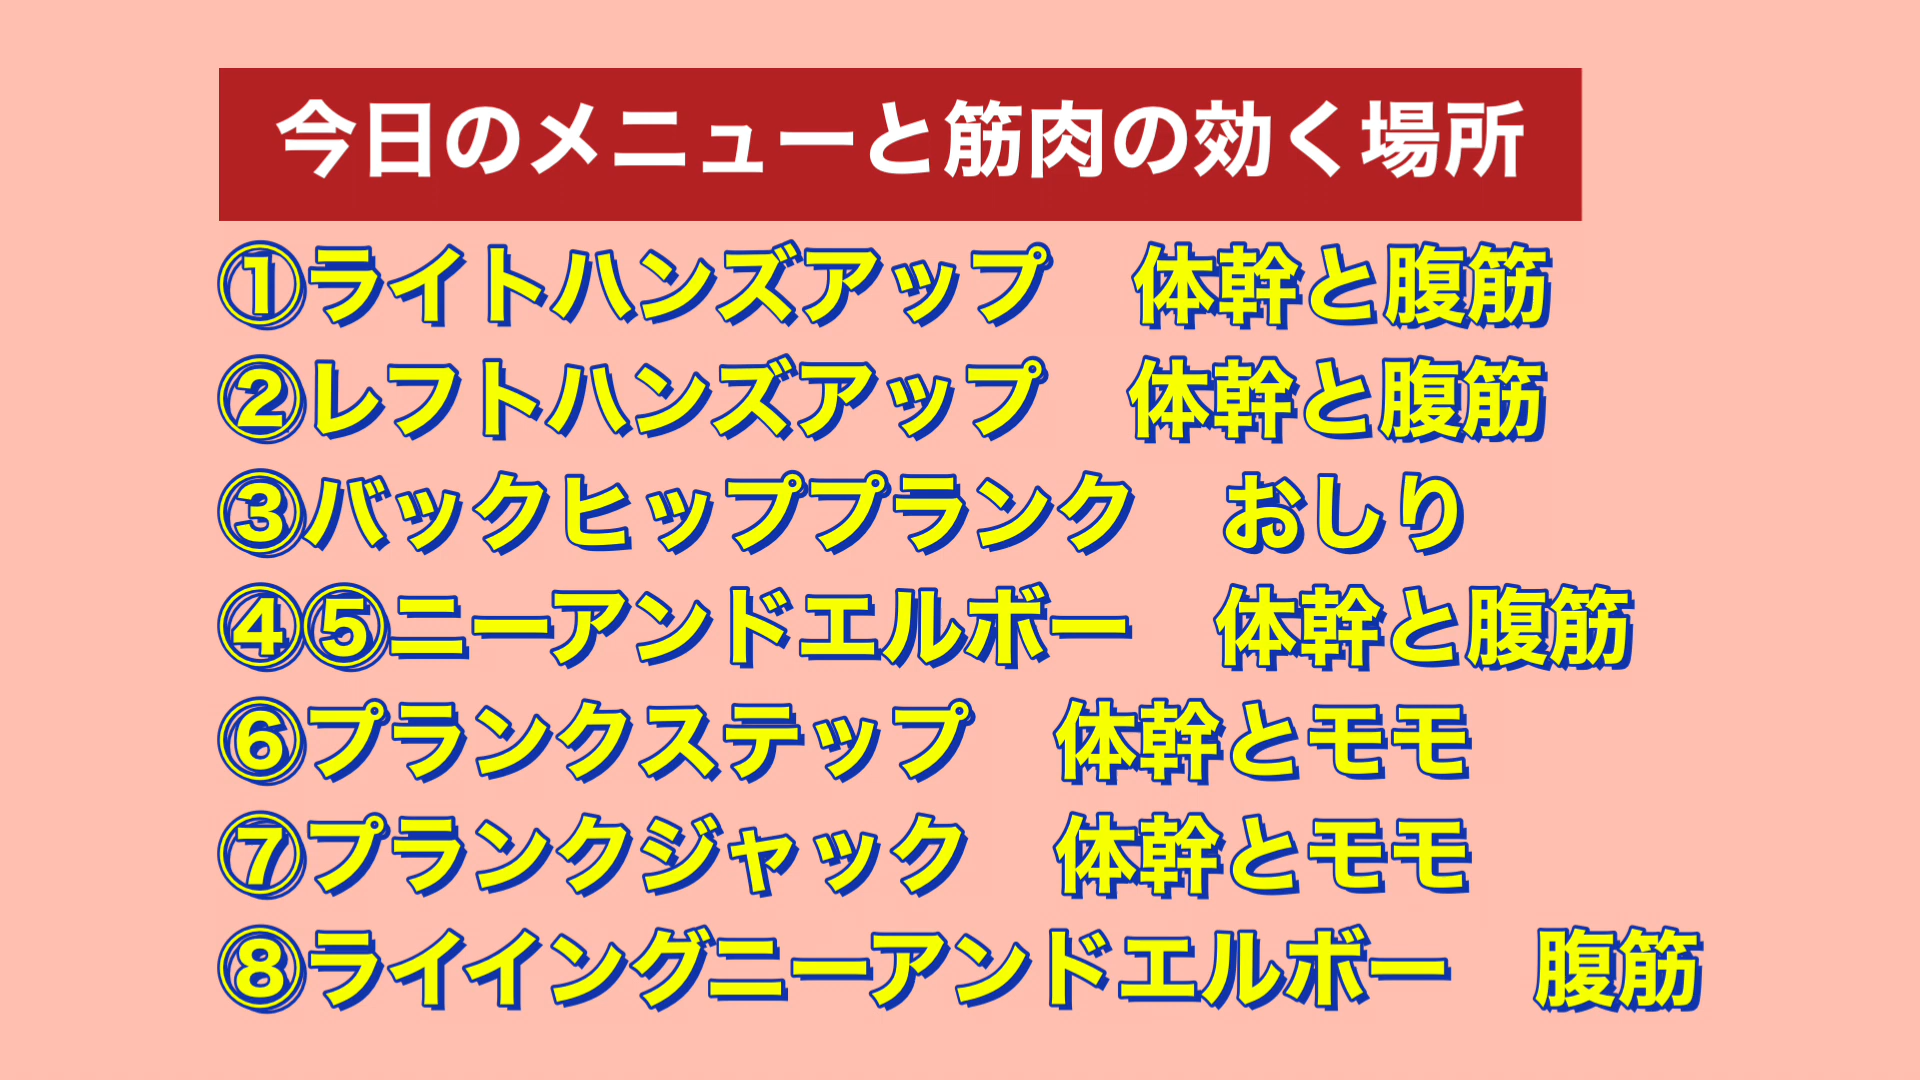 今日のメニューと筋肉の効く場所
①ライトハンズアップ　体幹と腹筋
②レフトハンズアップ　体幹と腹筋
③バックヒッププランク　おしり
④⑤ニーアンドエルボー　体幹と腹筋
⑥プランクステップ　体幹とモモ
⑦プランクジャック　体幹とモモ
⑧ライイングニーアンドエルボー　腹筋